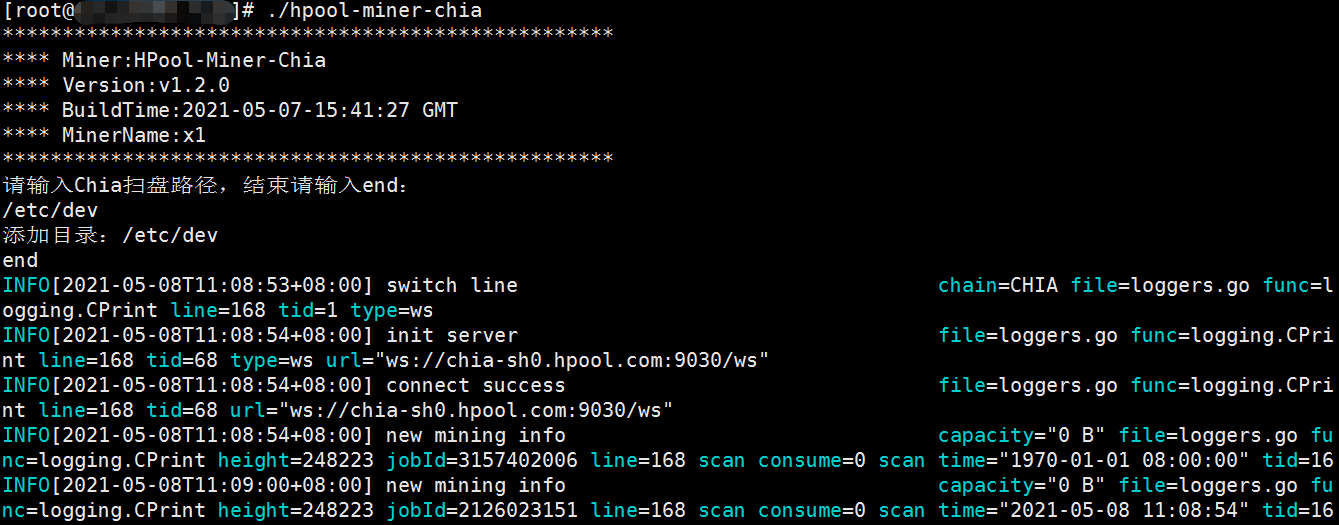 [root@ ]# ./hpool-miner-chia
***************************************************
**** Miner:HPool-Miner-Chia
**** Version:v1.2.0
**** BuildTime:2021-05-07-15:41:27 GMT
**** MinerName:x1
***************************************************
请输入Chia扫盘路径，结束请输入end：
/etc/dev
添加目录：/etc/dev
end
INFO[2021-05-08T11:08:53+08:00] switch line chain=CHIA file=loggers.go func=l
ogging.CPrint line=168 tid=1 type=ws
INFO[2021-05-08T11:08:54+08:00] init server file=loggers.go func=logging.CPri
nt line=168 tid=68 type=ws url="ws://chia-sh0.hpool.com:9030/ws"
INFO[2021-05-08T11:08:54+08:00] connect success file=loggers.go func=logging.CPri
nt line=168 tid=68 url="ws://chia-sh0.hpool.com:9030/ws"
INFO[2021-05-08T11:08:54+08:00] new mining info capacity="0 B" file=loggers.go fu
nc=logging.CPrint height=248223 jobId=3157402006 line=168 scan consume=0 scan time="1970-01-01 08:00:00" tid=16
INFO[2021-05-08T11:09:00+08:00] new mining info capacity="0 B" file=loggers.go fu
nc=logging.CPrint height=248223 jobId=2126023151 line=168 scan consume=0 scan time="2021-05-08 11:08:54" tid=16